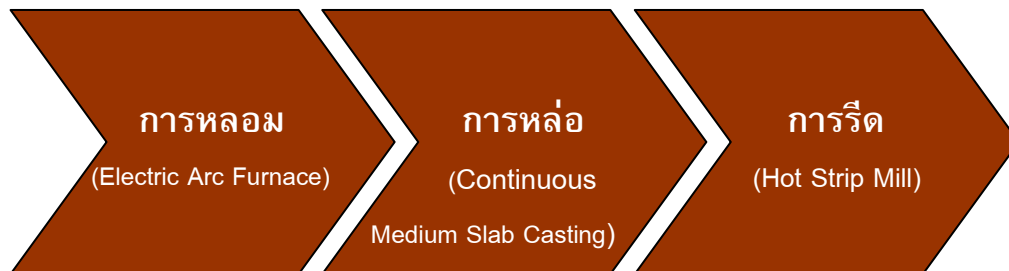 การหลอม
(Electric Arc Furnace)
การหล่อ
(Continuous
Medium Slab Casting)
การรีด
(Hot Strip Mill)